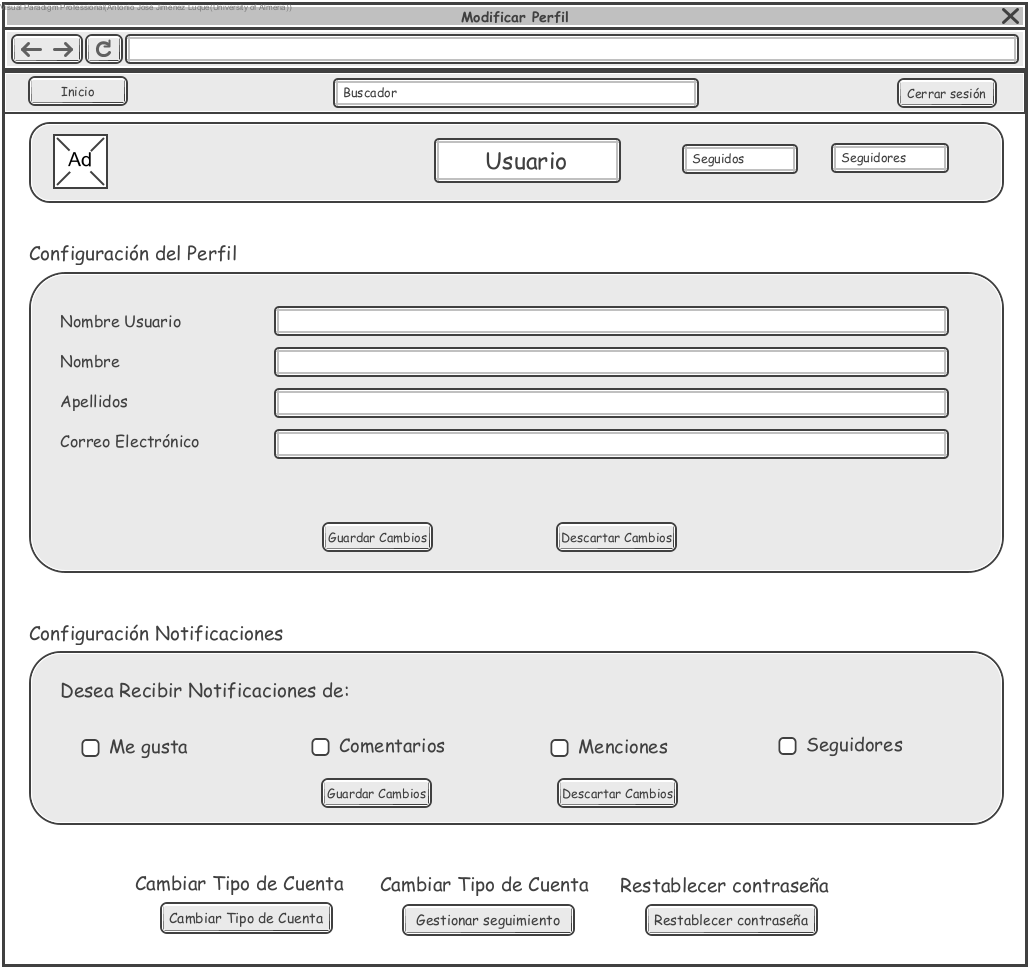 Visual Paradigm Professional(Antonio José Jiménez Luque(University of Almeria))
Modificar Perfil
Inicio
Buscador
Cerrar sesión
Ad
Usuario
Seguidos
Seguidores
Configuración del Perfil
Nombre Usuario
Nombre
Apellidos
Correo Electrónico
Guardar Cambios
Descartar Cambios
Configuración Notificaciones
Desea Recibir Notificaciones de:
Me gusta
Comentarios
Menciones
Seguidores
Guardar Cambios
Descartar Cambios
Cambiar Tipo de Cuenta
Cambiar Tipo de Cuenta
Restablecer contraseña
Cambiar Tipo de Cuenta
Gestionar seguimiento
Restablecer contraseña